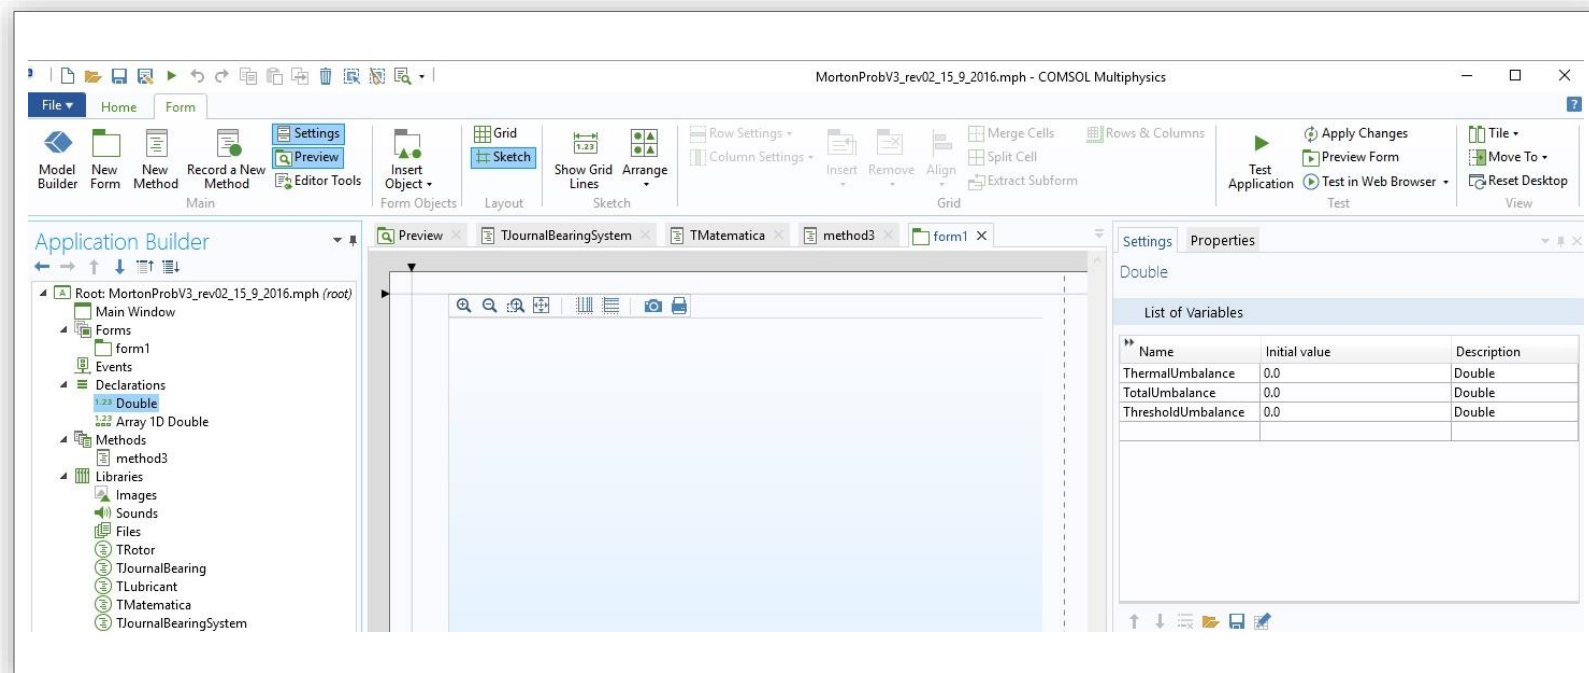 MortonProbV3_rev02_15_9_2016.mph - COMSOL Multiphysics
File Home Form ?
Model Builder
New Form
New Method
Record a New Method
Settings
Preview
Editor Tools
Main
Insert Object
Form Objects
Grid
Sketch
Layout
1.23
Show Grid Lines
Arrange
Sketch
Row Settings
Column Settings
Insert
Remove
Align
Merge Cells
Split Cell
Extract Subform
Rows & Columns
Grid
Test Application
Apply Changes
Preview Form
Test in Web Browser
Test
Tile
Move To
Reset Desktop
View
Application Builder
Root: MortonProbV3_rev02_15_9_2016.mph (root)
Main Window
Forms
form1
Events
Declarations
1.23 Double
1.23 Array 1D Double
Methods
method3
Libraries
Images
Sounds
Files
TRotor
TJournalBearing
TLubricant
TMatematica
TJournalBearingSystem
Preview TJournalBearingSystem TMatematica method3 form1
Settings Properties
Double
List of Variables
Name Initial value Description
ThermalUmbalance 0.0 Double
TotalUmbalance 0.0 Double
ThresholdUmbalance 0.0 Double